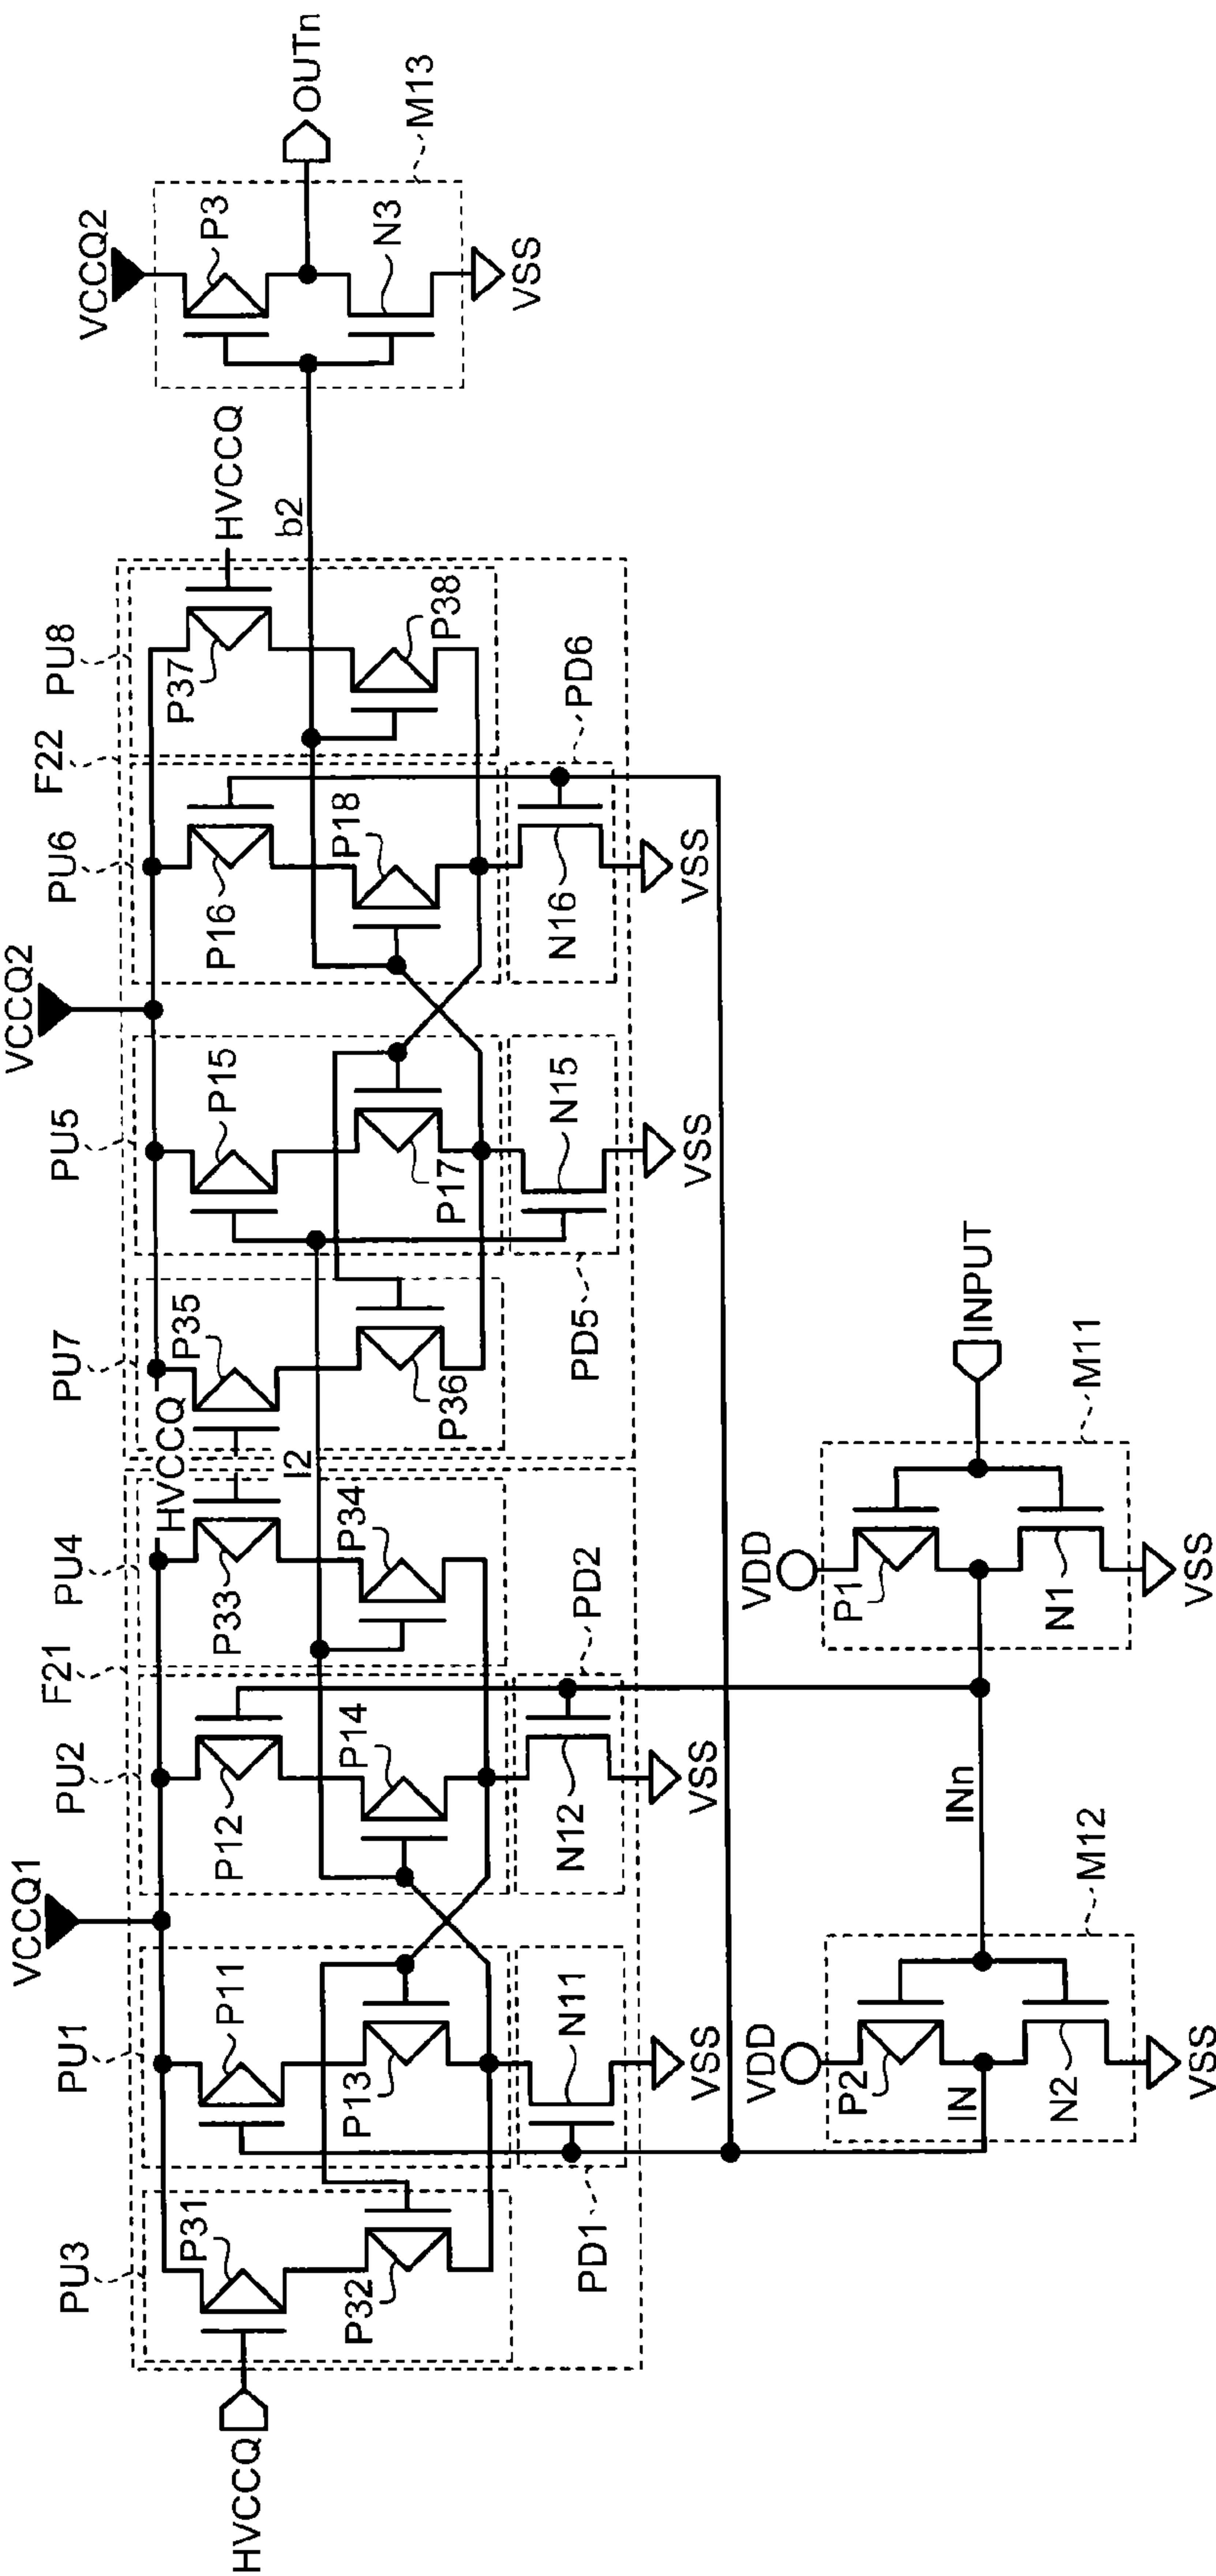 VCCQ1
VCCQ2
VCCQ2
PU3
PU1
PU2
F21
PU4
PU7
PU5
PU6
F22
PU8
HVCCQ
P31
P11
P12
P33
HVCCQ
P35
P15
P16
P37
HVCCQ
P3
I2
b2
OUTn
P32
P13
P14
P34
P36
P17
P18
P38
N3
M13
VSS
PD1
N11
N12
PD2
PD5
N15
N16
PD6
VSS
VSS
VSS
VSS
VDD
VDD
P2
P1
IN
INn
INPUT
N2
N1
M12
M11
VSS
VSS